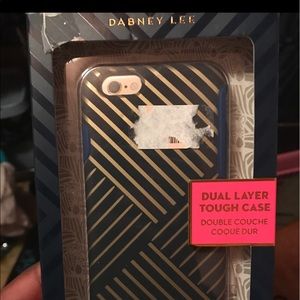 DABNEY LEE
DUAL LAYER
TOUGH CASE
DOUBLE COUCHE
COQUE DUR